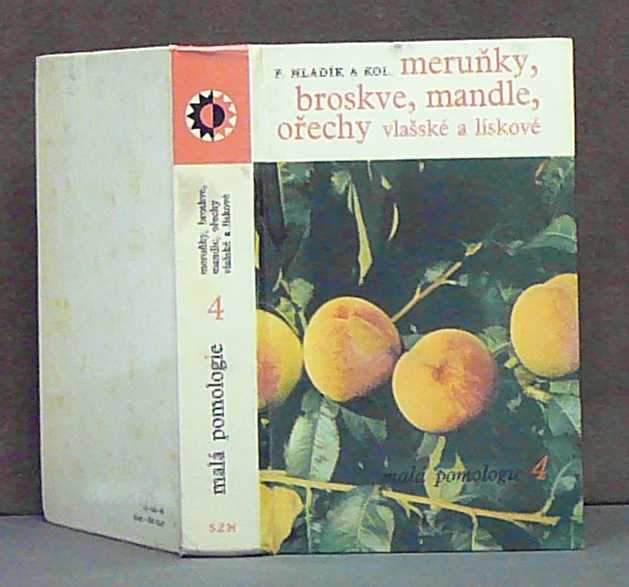 F. HLADÍK A KOL. meruňky,
broskve, mandle,
ořechy vlašské a lískové
malá pomologie 4
meruňky, broskve,
mandle, ořechy
vlašské a lískové
4
malá pomologie
SZN